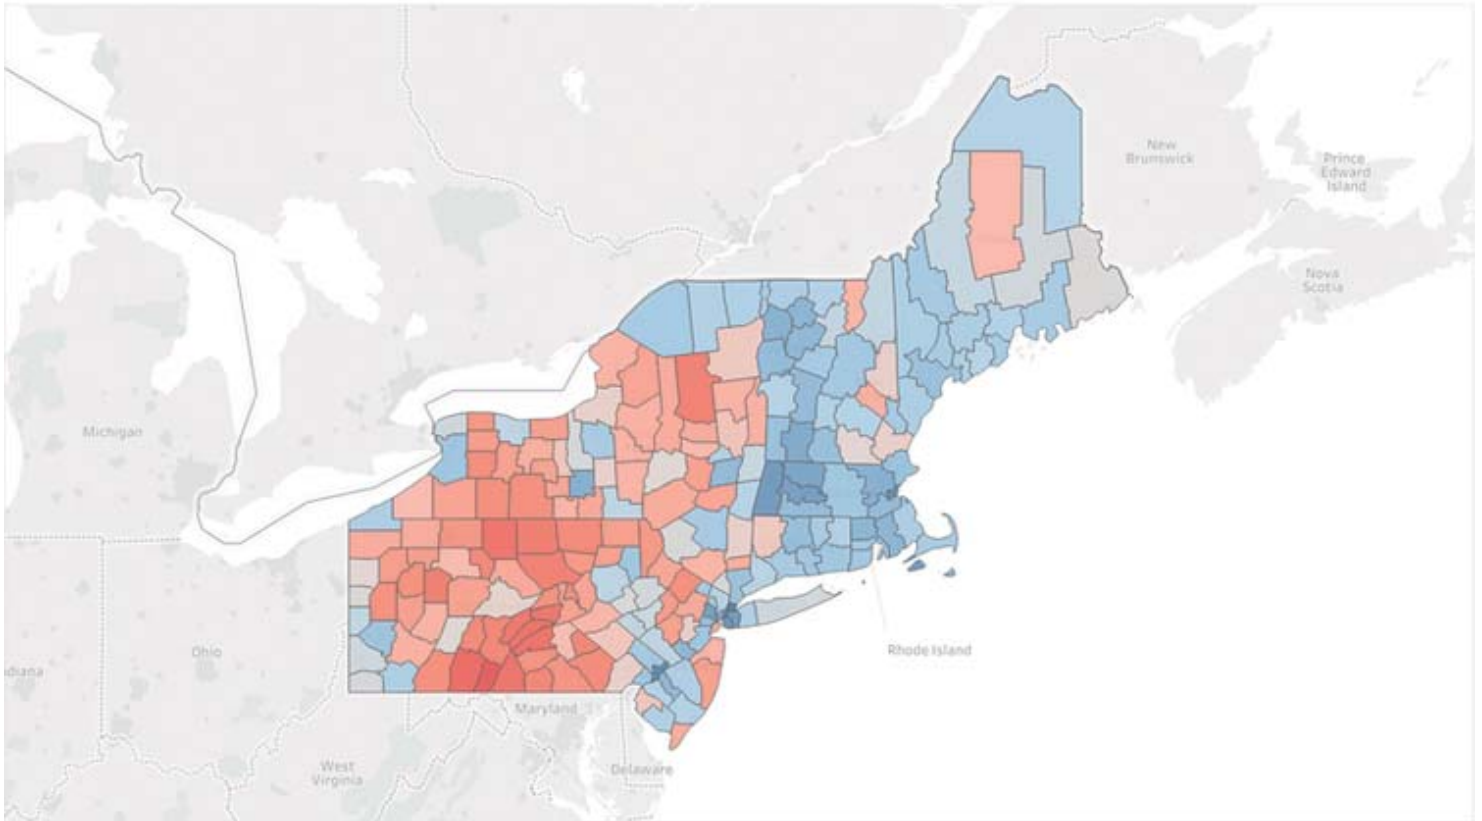 New
Brunswick
Prince
Edward
Island
Nova
Scotia
Michigan
Rhode Island
Ohio
diana
Maryland
West
Virginia
Delaware